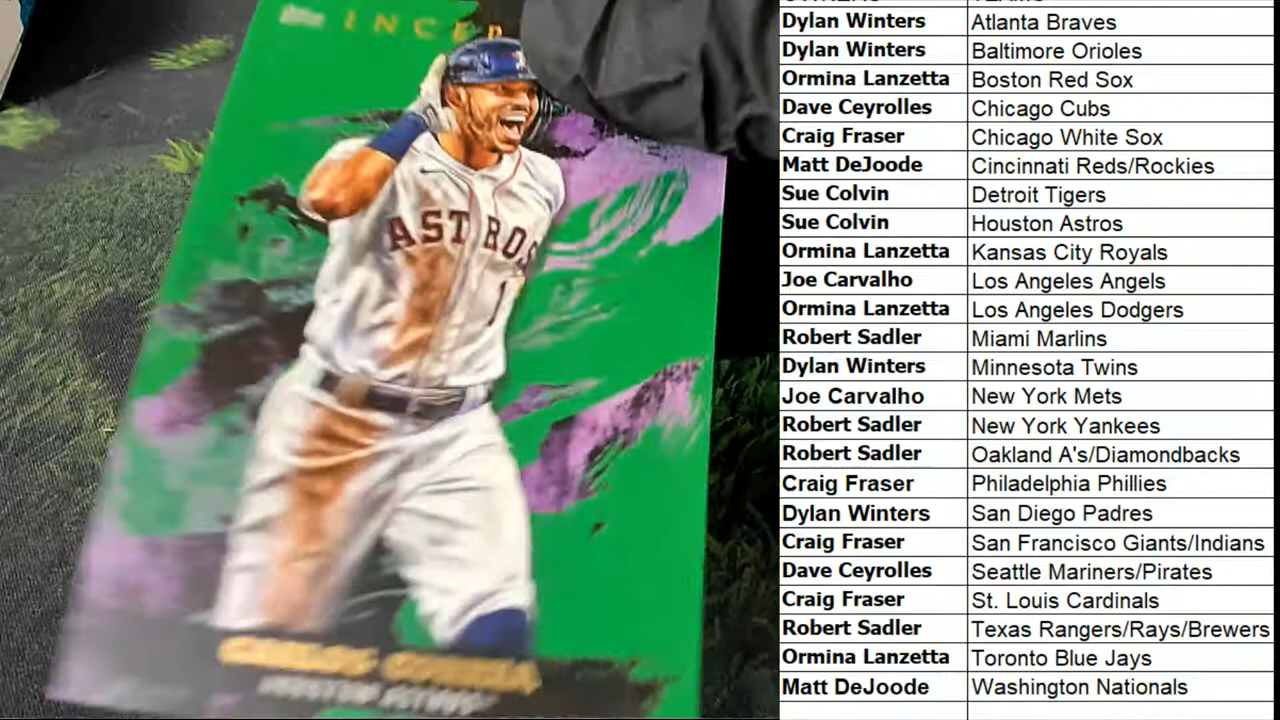 INCEP
ASTROS
1
CARLOS CORREA
HOUSTON ASTROS
Dylan Winters Atlanta Braves
Dylan Winters Baltimore Orioles
Ormina Lanzetta Boston Red Sox
Dave Ceyrolles Chicago Cubs
Craig Fraser Chicago White Sox
Matt DeJoode Cincinnati Reds/Rockies
Sue Colvin Detroit Tigers
Sue Colvin Houston Astros
Ormina Lanzetta Kansas City Royals
Joe Carvalho Los Angeles Angels
Ormina Lanzetta Los Angeles Dodgers
Robert Sadler Miami Marlins
Dylan Winters Minnesota Twins
Joe Carvalho New York Mets
Robert Sadler New York Yankees
Robert Sadler Oakland A's/Diamondbacks
Craig Fraser Philadelphia Phillies
Dylan Winters San Diego Padres
Craig Fraser San Francisco Giants/Indians
Dave Ceyrolles Seattle Mariners/Pirates
Craig Fraser St. Louis Cardinals
Robert Sadler Texas Rangers/Rays/Brewers
Ormina Lanzetta Toronto Blue Jays
Matt DeJoode Washington Nationals